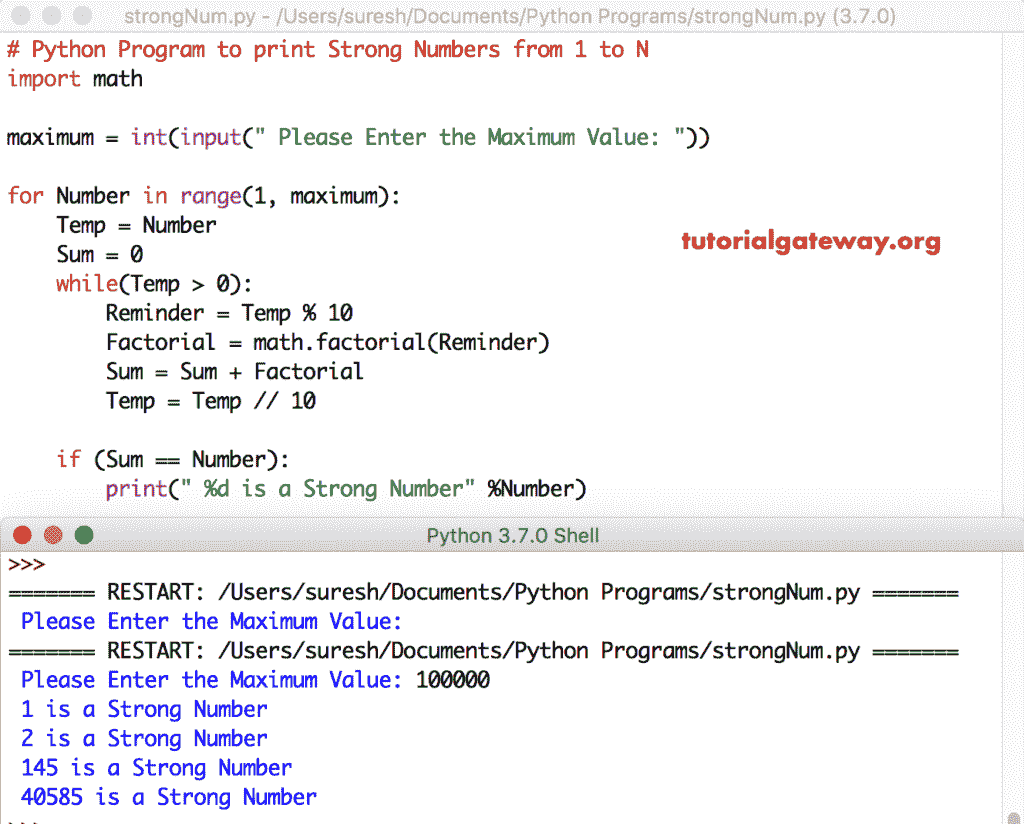 strongNum.py - /Users/suresh/Documents/Python Programs/strongNum.py (3.7.0)
# Python Program to print Strong Numbers from 1 to N
import math

maximum = int(input(" Please Enter the Maximum Value: "))

for Number in range(1, maximum):
    Temp = Number
    Sum = 0
    while(Temp > 0):
        Reminder = Temp % 10
        Factorial = math.factorial(Reminder)
        Sum = Sum + Factorial
        Temp = Temp // 10

    if (Sum == Number):
        print(" %d is a Strong Number" %Number)
tutorialgateway.org
Python 3.7.0 Shell
>>>
======= RESTART: /Users/suresh/Documents/Python Programs/strongNum.py =======
 Please Enter the Maximum Value:
======= RESTART: /Users/suresh/Documents/Python Programs/strongNum.py =======
 Please Enter the Maximum Value: 100000
 1 is a Strong Number
 2 is a Strong Number
 145 is a Strong Number
 40585 is a Strong Number